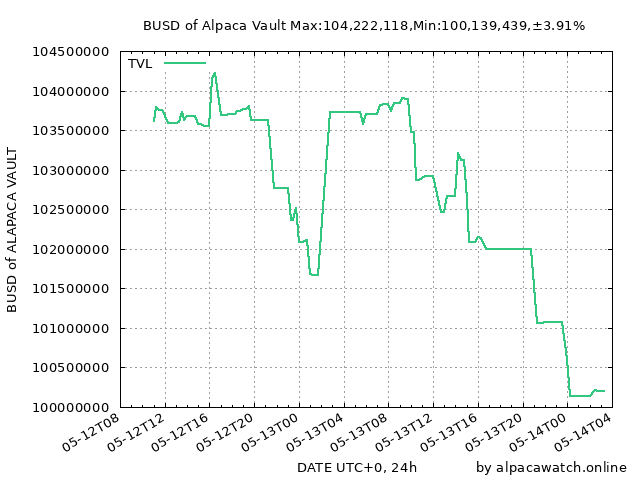 BUSD of Alpaca Vault Max:104,222,118,Min:100,139,439,±3.91%
TVL
104500000
104000000
103500000
103000000
102500000
102000000
101500000
101000000
100500000
100000000
BUSD of ALAPACA VAULT
05-12T08
05-12T12
05-12T16
05-12T20
05-13T00
05-13T04
05-13T08
05-13T12
05-13T16
05-13T20
05-14T00
05-14T04
DATE UTC+0, 24h
by alpacawatch.online